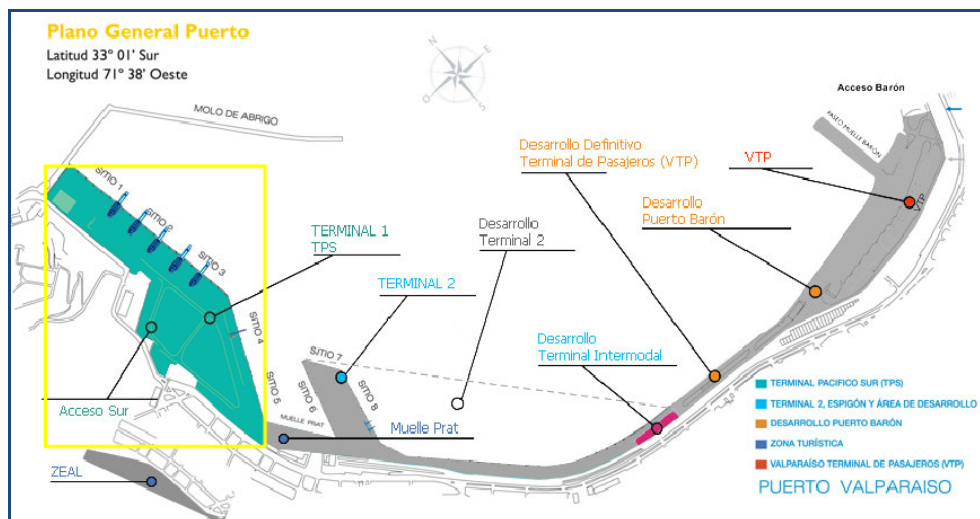 Plano General Puerto
Latitud 33º 01' Sur
Longitud 71º 38' Oeste
N
E
O
S
MOLO DE ABRIGO
Acceso Barón
PASEO MUELLE BARÓN
Desarrollo Definitivo
Terminal de Pasajeros (VTP)
VTP
VTP
SITIO 1
SITIO 2
SITIO 3
TERMINAL 1
TPS
Desarrollo
Terminal 2
Desarrollo
Puerto Barón
TERMINAL 2
SITIO 4
Desarrollo
Terminal Intermodal
SITIO 7
SITIO 5
SITIO 6
SITIO 8
Acceso Sur
MUELLE PRAT
Muelle Prat
ZEAL
TERMINAL PACIFICO SUR (TPS)
TERMINAL 2, ESPIGÓN Y ÁREA DE DESARROLLO
DESARROLLO PUERTO BARÓN
ZONA TURÍSTICA
VALPARAÍSO TERMINAL DE PASAJEROS (VTP)
PUERTO VALPARAISO